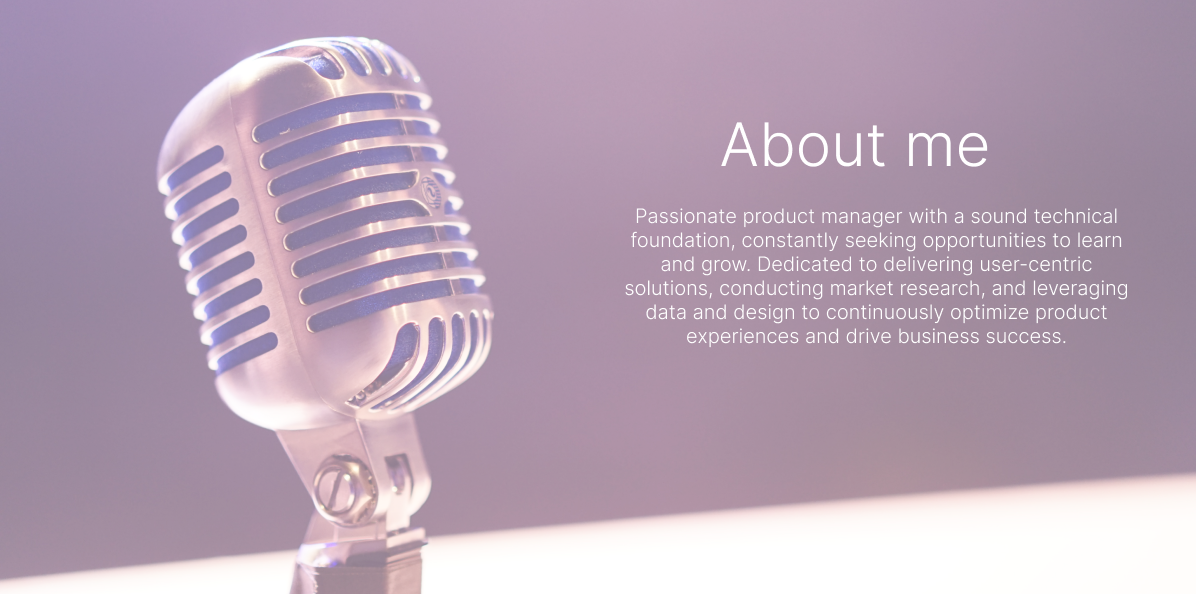 About me
Passionate product manager with a sound technical
foundation, constantly seeking opportunities to learn
and grow. Dedicated to delivering user-centric
solutions, conducting market research, and leveraging
data and design to continuously optimize product
experiences and drive business success.